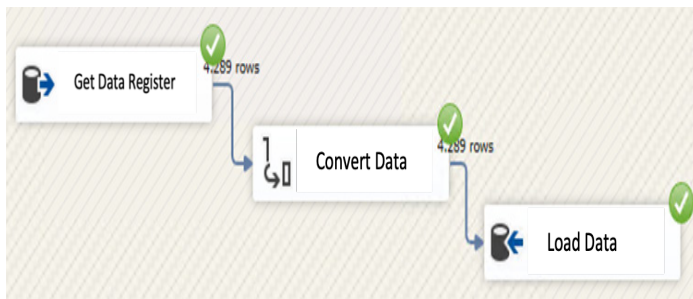 4.289 rows
Get Data Register
4.289 rows
Convert Data
Load Data